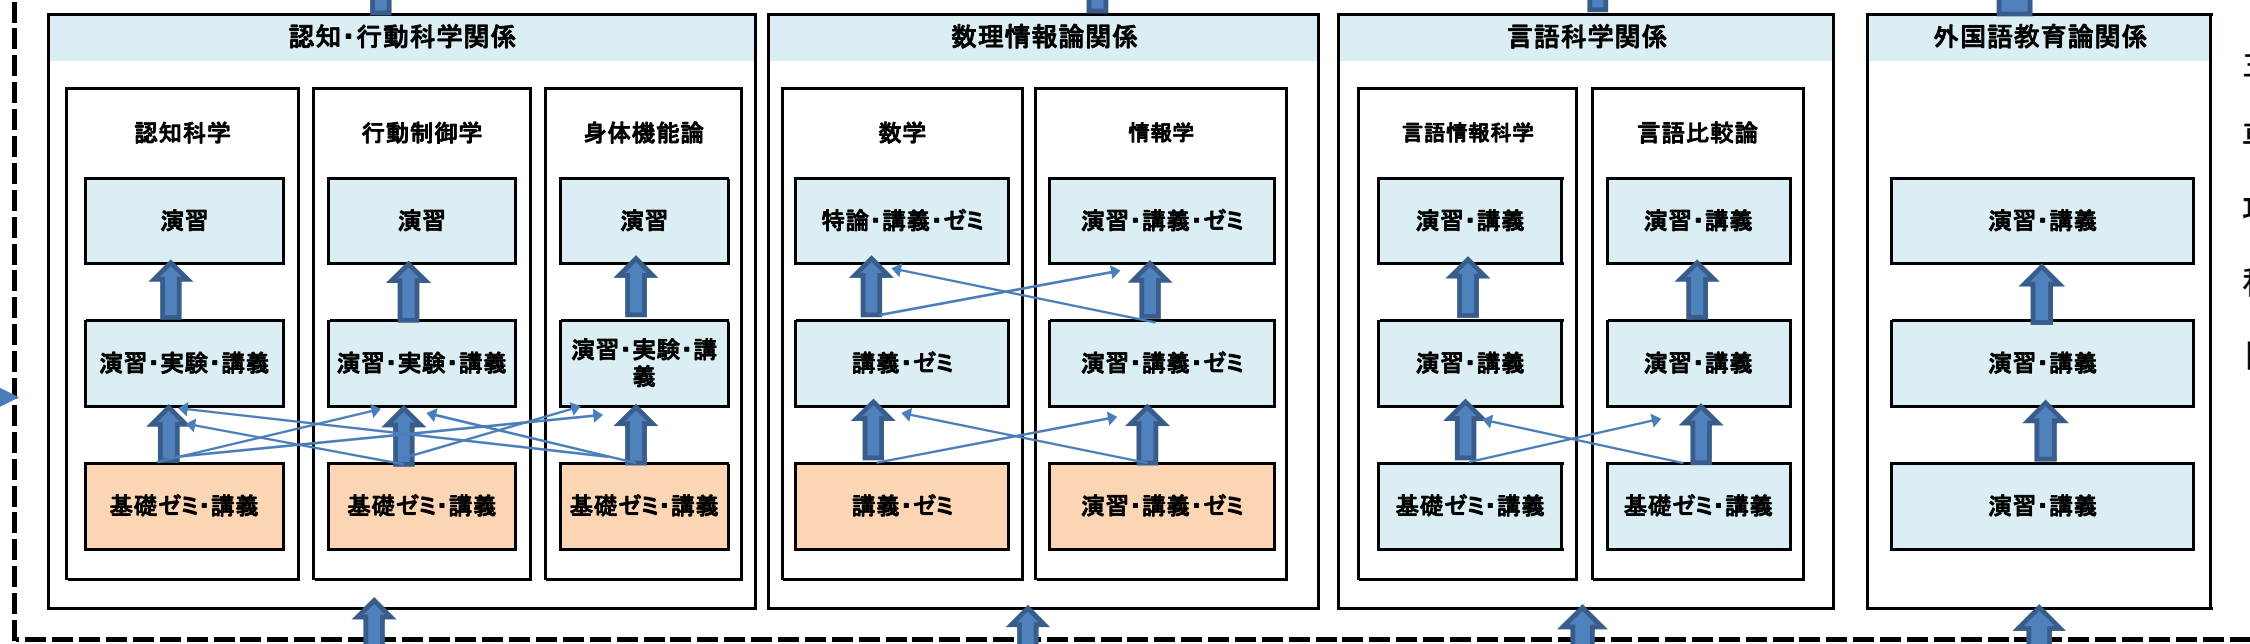 認知・行動科学関係
認知科学
演習
演習・実験・講義
基礎ゼミ・講義
行動制御学
演習
演習・実験・講義
基礎ゼミ・講義
身体機能論
演習
演習・実験・講
義
基礎ゼミ・講義
数理情報論関係
数学
特論・講義・ゼミ
講義・ゼミ
講義・ゼミ
情報学
演習・講義・ゼミ
演習・講義・ゼミ
演習・講義・ゼミ
言語科学関係
言語情報科学
演習・講義
演習・講義
基礎ゼミ・講義
言語比較論
演習・講義
演習・講義
基礎ゼミ・講義
外国語教育論関係
演習・講義
演習・講義
演習・講義